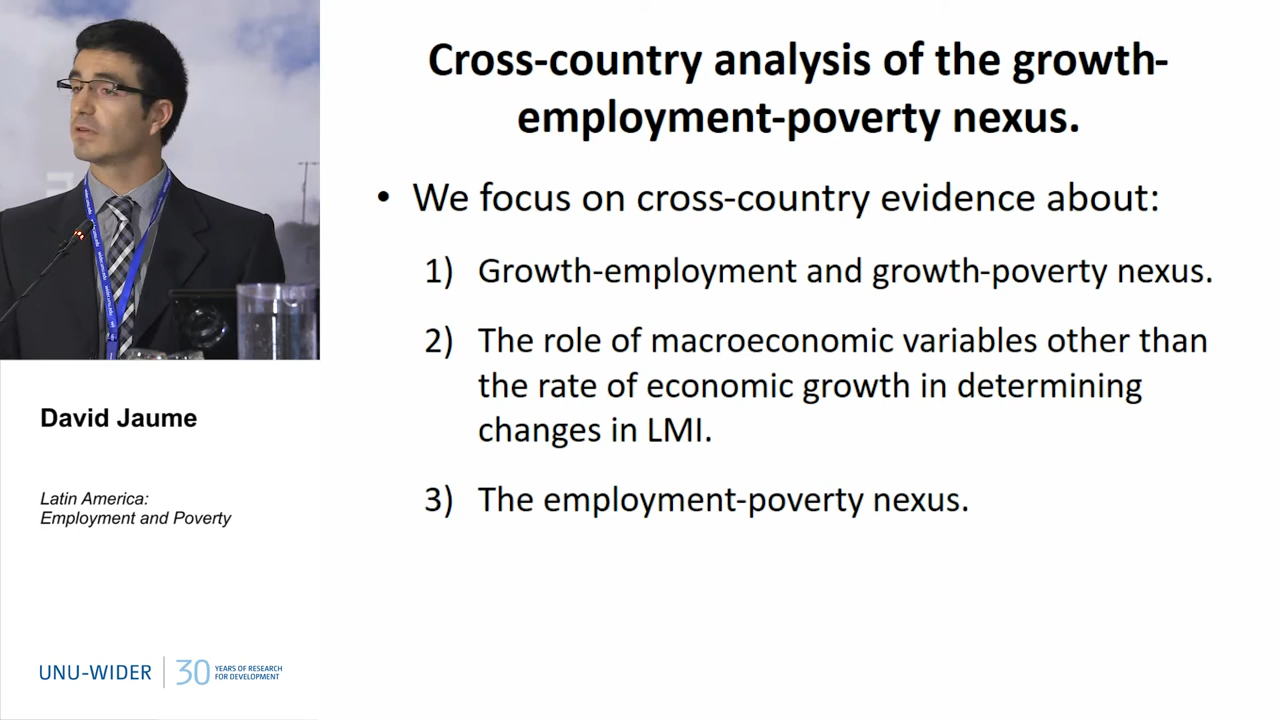 Cross-country analysis of the growth-
employment-poverty nexus.
• We focus on cross-country evidence about:
1) Growth-employment and growth-poverty nexus.
2) The role of macroeconomic variables other than
the rate of economic growth in determining
changes in LMI.
3) The employment-poverty nexus.
David Jaume
Latin America:
Employment and Poverty
UNU-WIDER
30 YEARS OF RESEARCH
FOR DEVELOPMENT